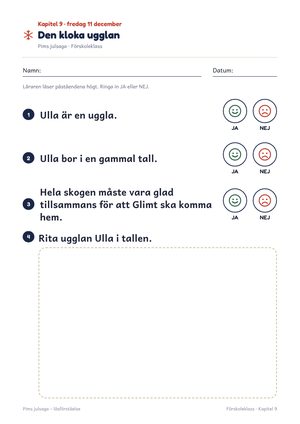 Kapitel 9 · fredag 11 december
Den kloka ugglan
Pims julsaga · Förskoleklass
Namn:
Datum:
Läraren läser påståendena högt. Ringa in JA eller NEJ.
1 Ulla är en uggla.
JA NEJ
2 Ulla bor i en gammal tall.
JA NEJ
Hela skogen måste vara glad
3 tillsammans för att Glimt ska komma
hem.
JA NEJ
4 Rita ugglan Ulla i tallen.
Pims julsaga – läsförståelse
Förskoleklass · Kapitel 9